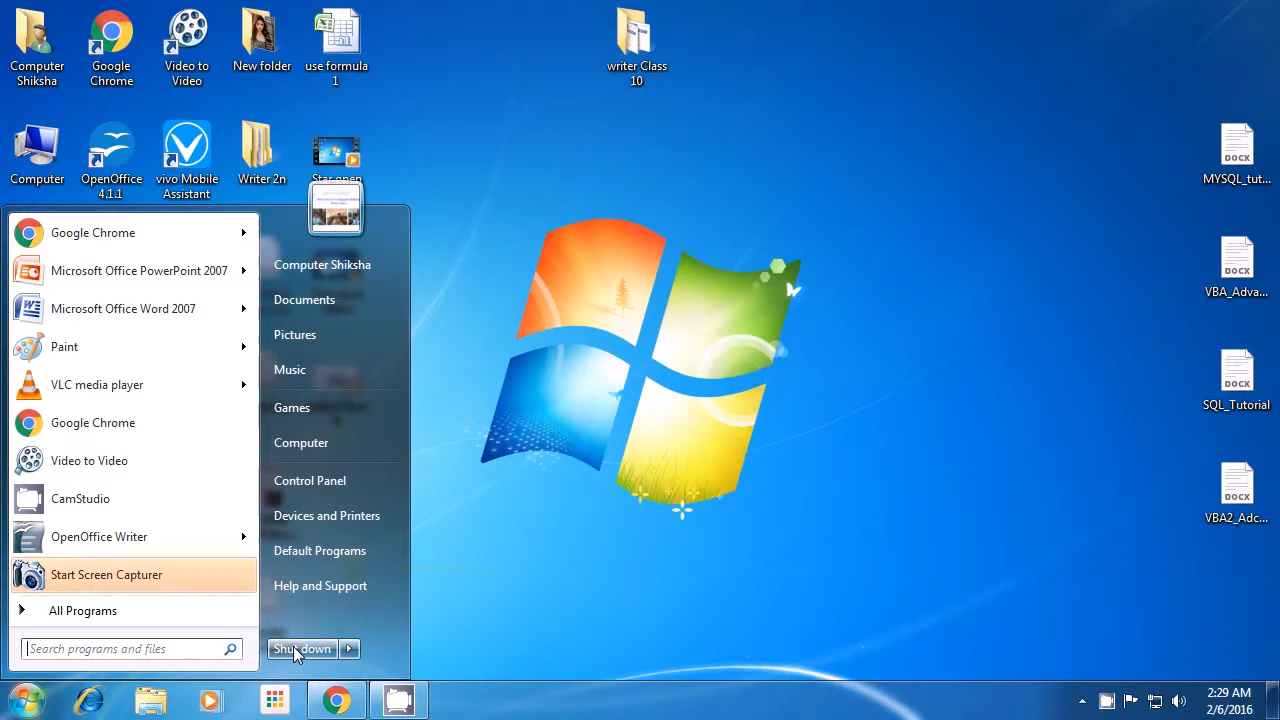 Computer
Shiksha
Google
Chrome
Video to
Video
New folder
use formula
1
writer Class
10
Computer
OpenOffice
4.1.1
vivo Mobile
Assistant
Writer 2n
DOCX
MYSQL_tut...
DOCX
VBA_Adva...
DOCX
SQL_Tutorial
DOCX
VBA2_Adc...
Google Chrome
Microsoft Office PowerPoint 2007
Microsoft Office Word 2007
Paint
VLC media player
Google Chrome
Video to Video
CamStudio
OpenOffice Writer
Start Screen Capturer
All Programs
Search programs and files
Computer Shiksha
Documents
Pictures
Music
Games
Computer
Control Panel
Devices and Printers
Default Programs
Help and Support
Shut down
2:29 AM
2/6/2016